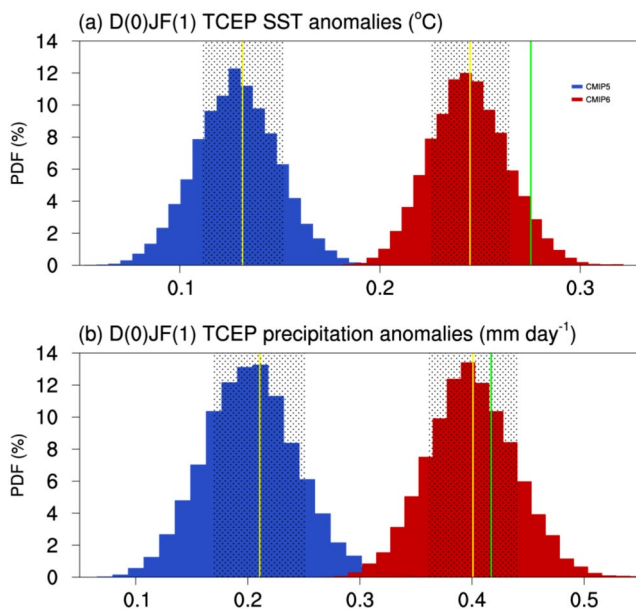 (a) D(0)JF(1) TCEP SST anomalies (°C)
14
12
10
8
6
4
2
0
PDF (%)
CMIP5
CMIP6
0.1 0.2 0.3
(b) D(0)JF(1) TCEP precipitation anomalies (mm day⁻¹)
14
12
10
8
6
4
2
0
PDF (%)
0.1 0.2 0.3 0.4 0.5